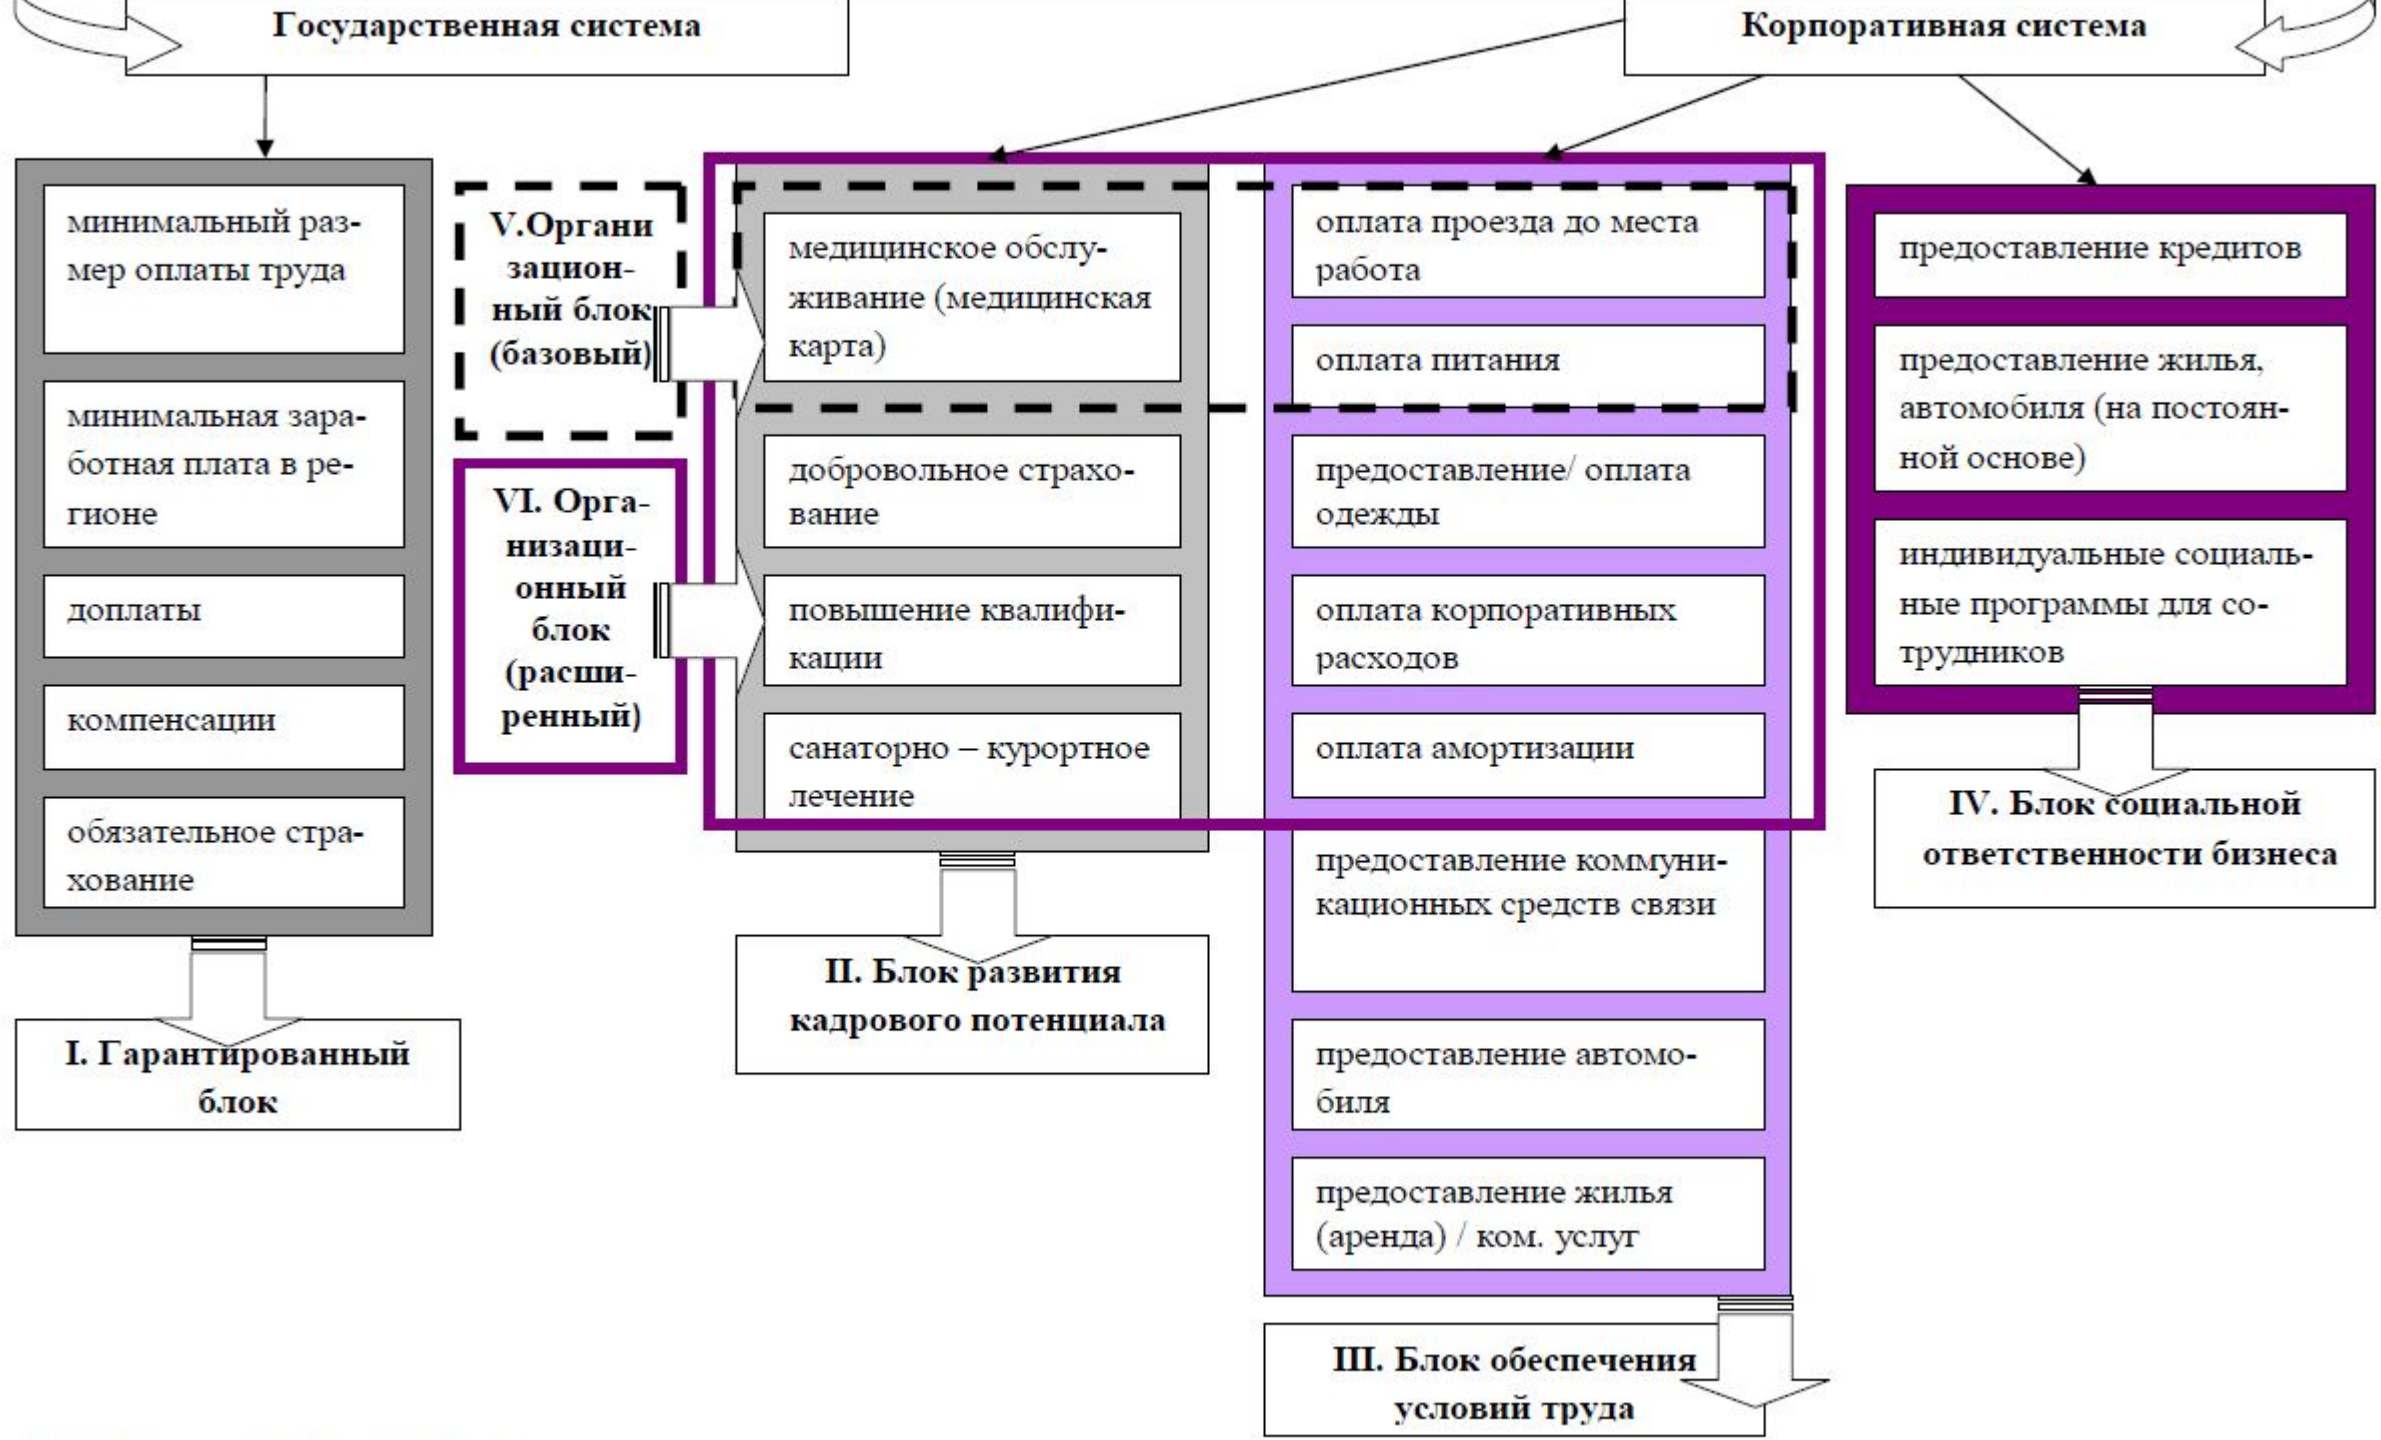 Государственная система
Корпоративная система
минимальный раз-
мер оплаты труда
минимальная зара-
ботная плата в ре-
гионе
доплаты
компенсации
обязательное стра-
хование
I. Гарантированный
блок
V.Органи
зацион-
ный блок
(базовый)
VI. Орга-
низаци-
онный
блок
(расши-
ренный)
медицинское обслу-
живание (медицинская
карта)
добровольное страхо-
вание
повышение квалифи-
кации
санаторно – курортное
лечение
II. Блок развития
кадрового потенциала
оплата проезда до места
работа
оплата питания
предоставление/ оплата
одежды
оплата корпоративных
расходов
оплата амортизации
предоставление коммуни-
кационных средств связи
предоставление автомо-
биля
предоставление жилья
(аренда) / ком. услуг
III. Блок обеспечения
условий труда
предоставление кредитов
предоставление жилья,
автомобиля (на постоян-
ной основе)
индивидуальные социаль-
ные программы для со-
трудников
IV. Блок социальной
ответственности бизнеса